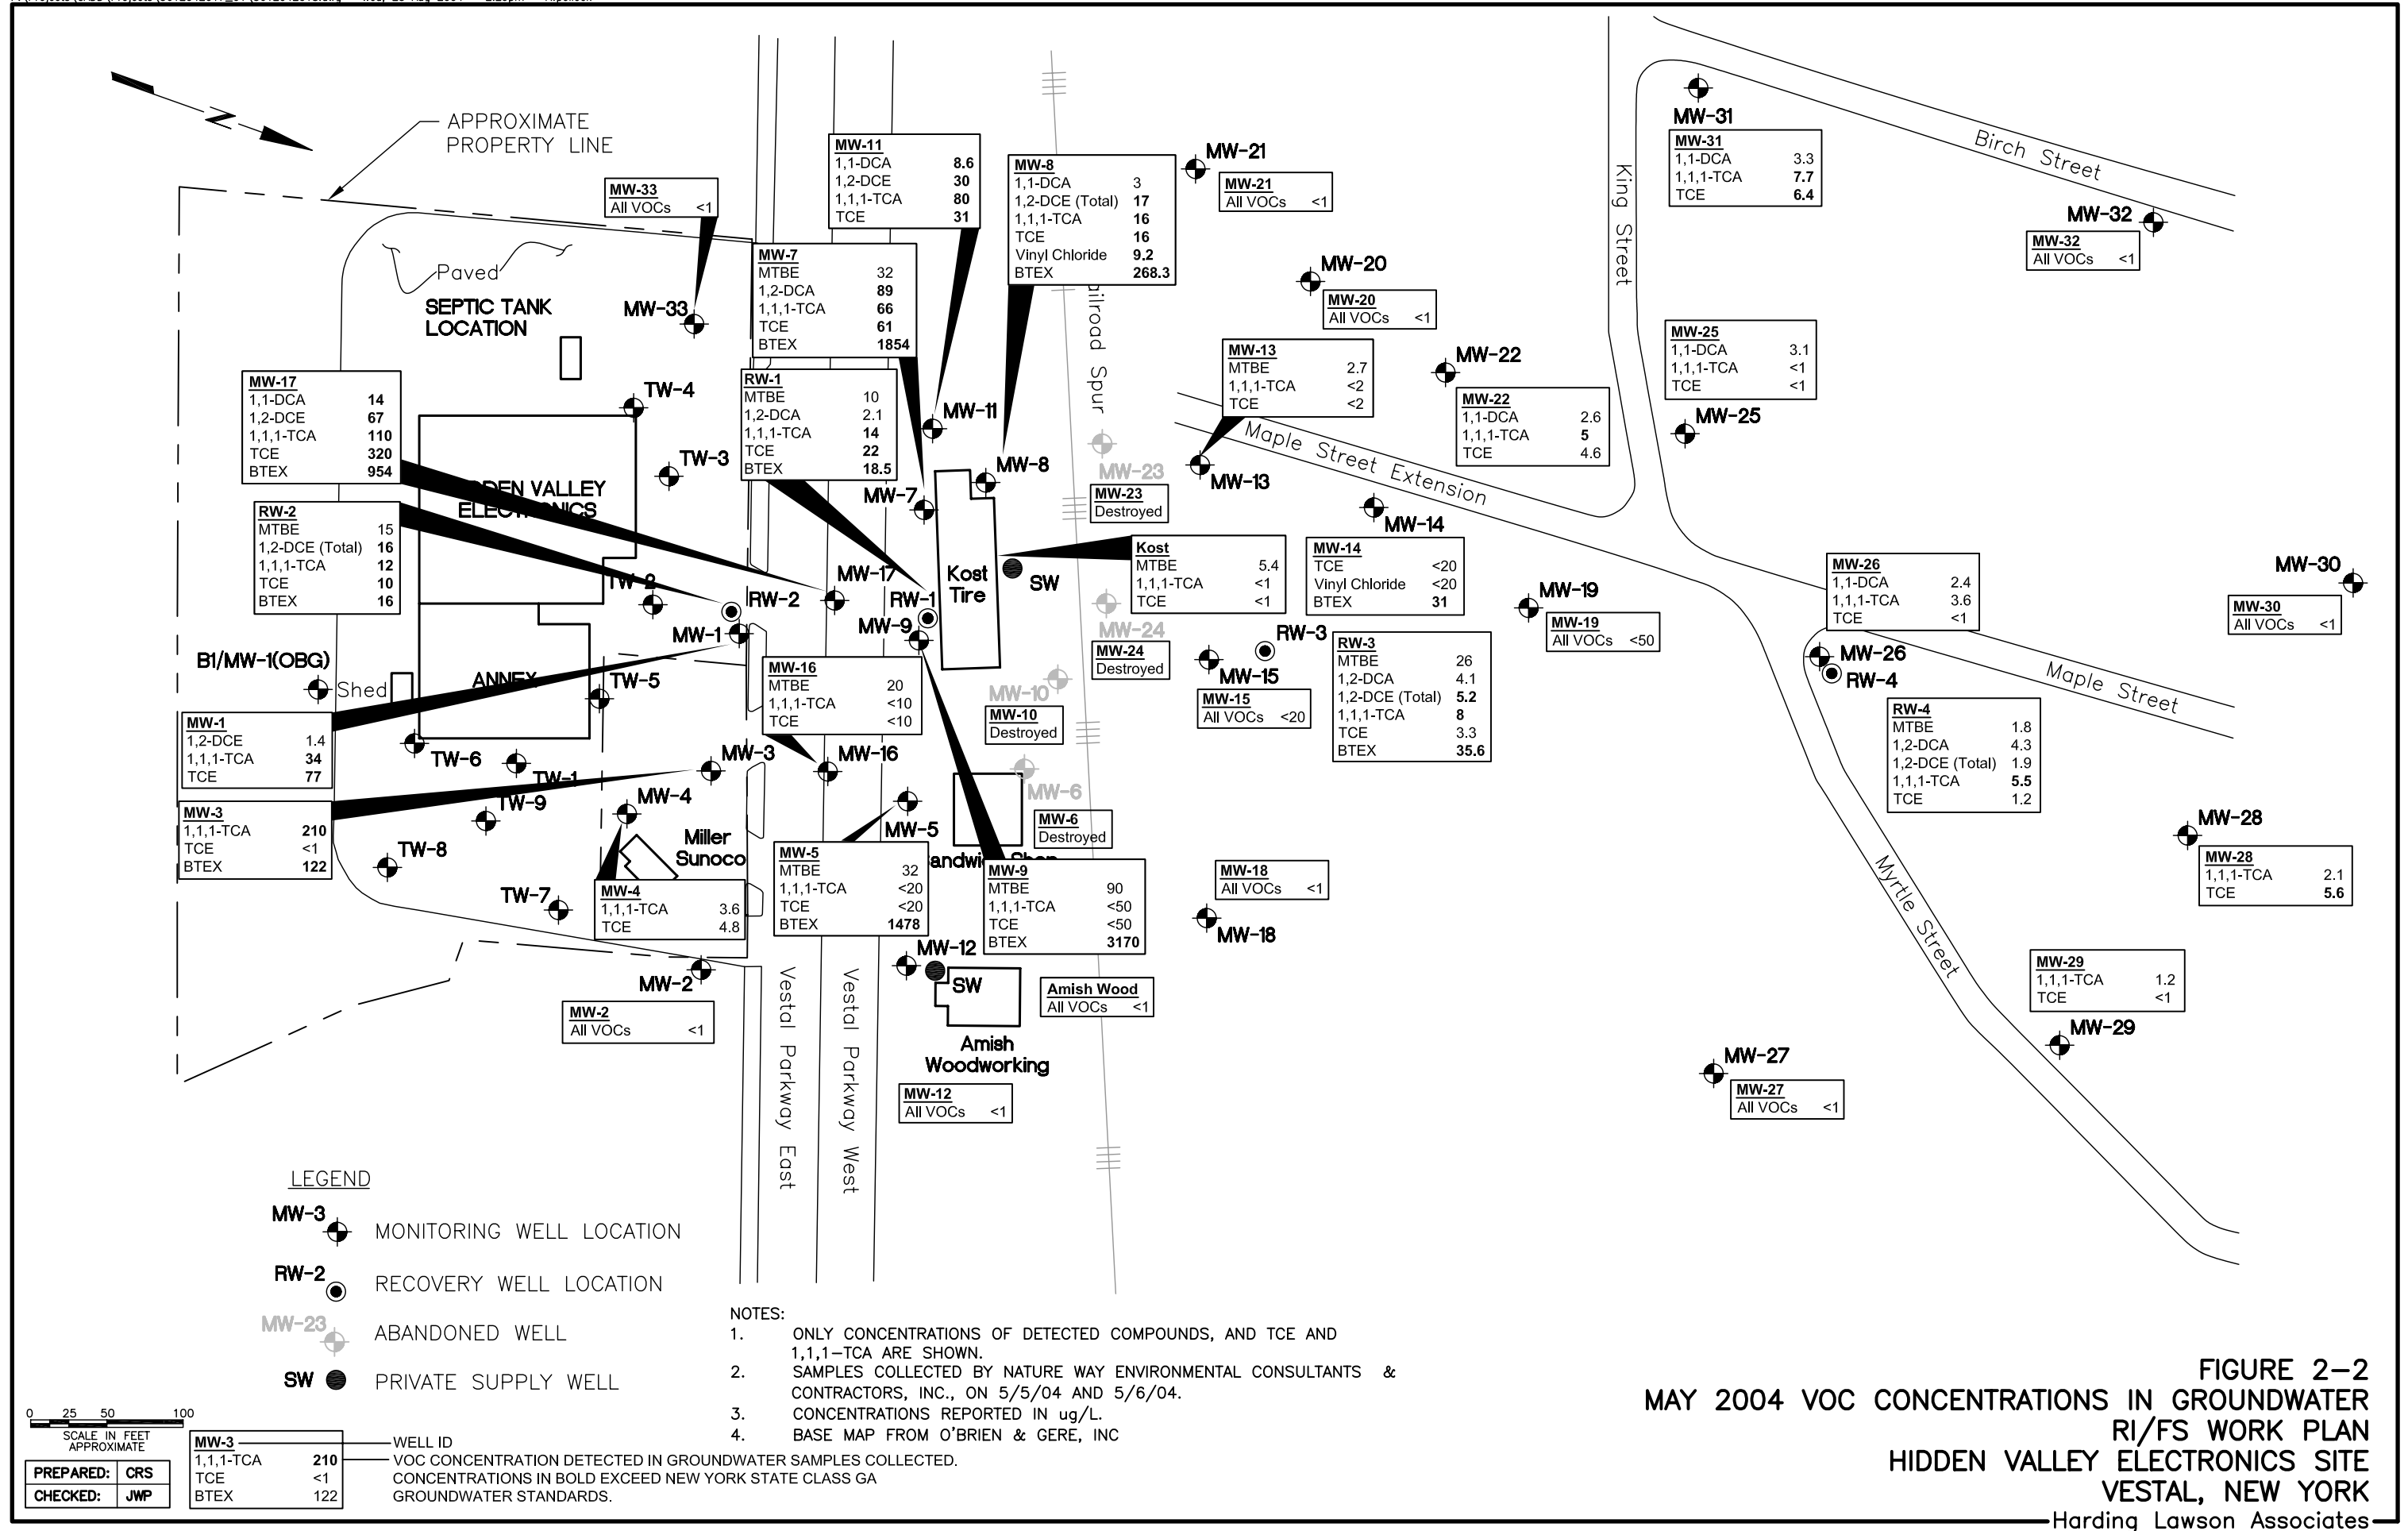 APPROXIMATE
PROPERTY LINE
N
Paved
SEPTIC TANK
LOCATION
MW-33
All VOCs <1
MW-33
MW-11
1,1-DCA 8.6
1,2-DCE 30
1,1,1-TCA 80
TCE 31
MW-11
MW-8
1,1-DCA 3
1,2-DCE (Total) 17
1,1,1-TCA 16
TCE 16
Vinyl Chloride 9.2
BTEX 268.3
MW-8
MW-7
MTBE 32
1,2-DCA 89
1,1,1-TCA 66
TCE 61
BTEX 1854
MW-7
RW-1
MTBE 10
1,2-DCA 2.1
1,1,1-TCA 14
TCE 22
BTEX 18.5
RW-1
MW-17
1,1-DCA 14
1,2-DCE 67
1,1,1-TCA 110
TCE 320
BTEX 954
MW-17
RW-2
MTBE 15
1,2-DCE (Total) 16
1,1,1-TCA 12
TCE 10
BTEX 16
RW-2
TW-4
TW-3
VALLEY
TW-2
MW-1
MW-9
B1/MW-1(OBG)
Shed
ANNEX
TW-5
TW-6
TW-1
TW-9
TW-8
TW-7
MW-1
1,2-DCE 1.4
1,1,1-TCA 34
TCE 77
MW-3
1,1,1-TCA 210
TCE <1
BTEX 122
MW-3
MW-4
Miller
Sunoco
MW-4
1,1,1-TCA 3.6
TCE 4.8
MW-2
MW-2
All VOCs <1
MW-16
MTBE 20
1,1,1-TCA <10
TCE <10
MW-16
MW-5
MW-5
MTBE 32
1,1,1-TCA <20
TCE <20
BTEX 1478
MW-9
MTBE 90
1,1,1-TCA <50
TCE <50
BTEX 3170
Kost
Tire
SW
Kost
MTBE 5.4
1,1,1-TCA <1
TCE <1
MW-23
MW-23
Destroyed
MW-24
MW-24
Destroyed
MW-10
MW-10
Destroyed
MW-6
MW-6
Destroyed
Spur
MW-12
SW
Amish
Woodworking
Amish Wood
All VOCs <1
MW-12
All VOCs <1
Vestal Parkway East
Vestal Parkway West
MW-21
MW-21
All VOCs <1
MW-20
MW-20
All VOCs <1
MW-13
MTBE 2.7
1,1,1-TCA <2
TCE <2
MW-13
MW-22
MW-22
1,1-DCA 2.6
1,1,1-TCA 5
TCE 4.6
Maple Street Extension
MW-14
MW-14
TCE <20
Vinyl Chloride <20
BTEX 31
MW-15
MW-15
All VOCs <20
RW-3
RW-3
MTBE 26
1,2-DCA 4.1
1,2-DCE (Total) 5.2
1,1,1-TCA 8
TCE 3.3
BTEX 35.6
MW-19
MW-19
All VOCs <50
MW-18
All VOCs <1
MW-18
King Street
Birch Street
MW-31
MW-31
1,1-DCA 3.3
1,1,1-TCA 7.7
TCE 6.4
MW-32
MW-32
All VOCs <1
MW-25
1,1-DCA 3.1
1,1,1-TCA <1
TCE <1
MW-25
MW-26
1,1-DCA 2.4
1,1,1-TCA 3.6
TCE <1
MW-26
RW-4
Maple Street
MW-30
MW-30
All VOCs <1
RW-4
MTBE 1.8
1,2-DCA 4.3
1,2-DCE (Total) 1.9
1,1,1-TCA 5.5
TCE 1.2
MW-28
MW-28
1,1,1-TCA 2.1
TCE 5.6
Myrtle Street
MW-29
1,1,1-TCA 1.2
TCE <1
MW-29
MW-27
MW-27
All VOCs <1
LEGEND
MW-3 MONITORING WELL LOCATION
RW-2 RECOVERY WELL LOCATION
MW-23 ABANDONED WELL
SW PRIVATE SUPPLY WELL
0 25 50 100
SCALE IN FEET
APPROXIMATE
PREPARED: CRS
CHECKED: JWP
MW-3 WELL ID
1,1,1-TCA 210 VOC CONCENTRATION DETECTED IN GROUNDWATER SAMPLES COLLECTED.
TCE <1 CONCENTRATIONS IN BOLD EXCEED NEW YORK STATE CLASS GA
BTEX 122 GROUNDWATER STANDARDS.
NOTES:
1. ONLY CONCENTRATIONS OF DETECTED COMPOUNDS, AND TCE AND
1,1,1-TCA ARE SHOWN.
2. SAMPLES COLLECTED BY NATURE WAY ENVIRONMENTAL CONSULTANTS &
CONTRACTORS, INC., ON 5/5/04 AND 5/6/04.
3. CONCENTRATIONS REPORTED IN ug/L.
4. BASE MAP FROM O'BRIEN & GERE, INC
FIGURE 2-2
MAY 2004 VOC CONCENTRATIONS IN GROUNDWATER
RI/FS WORK PLAN
HIDDEN VALLEY ELECTRONICS SITE
VESTAL, NEW YORK
Harding Lawson Associates